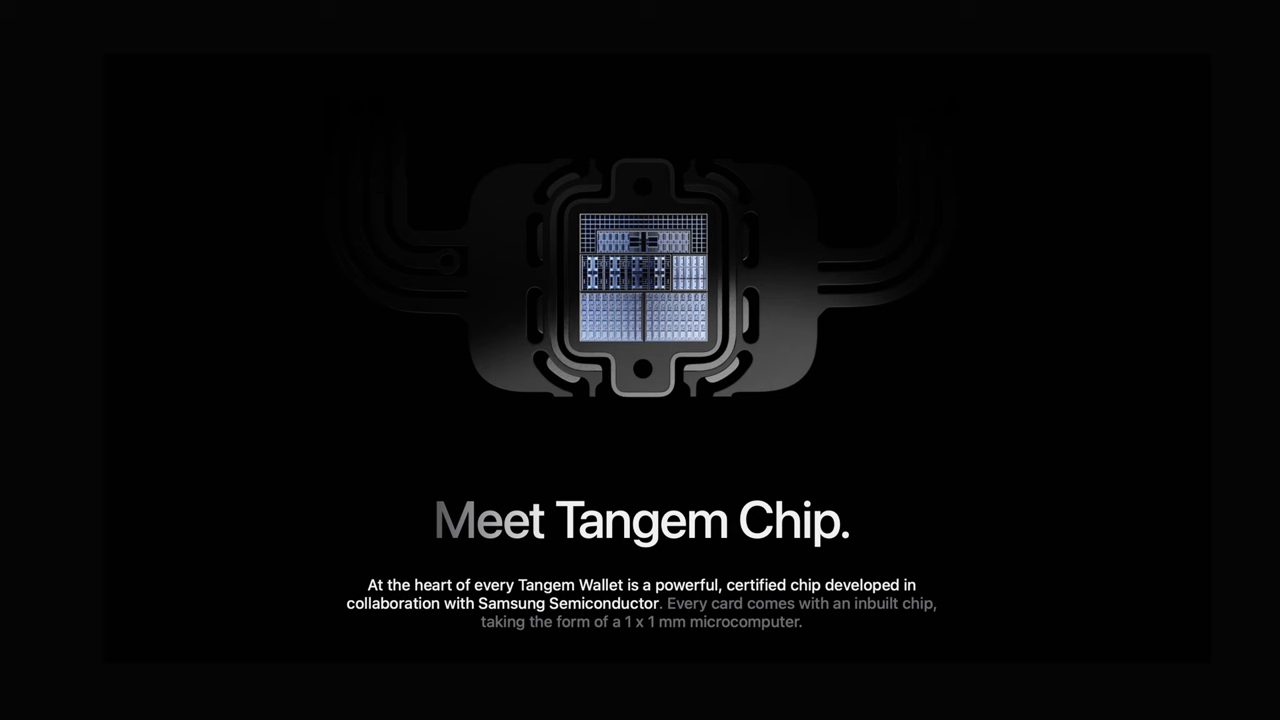 Meet Tangem Chip.
At the heart of every Tangem Wallet is a powerful, certified chip developed in
collaboration with Samsung Semiconductor. Every card comes with an inbuilt chip,
taking the form of a 1 x 1 mm microcomputer.